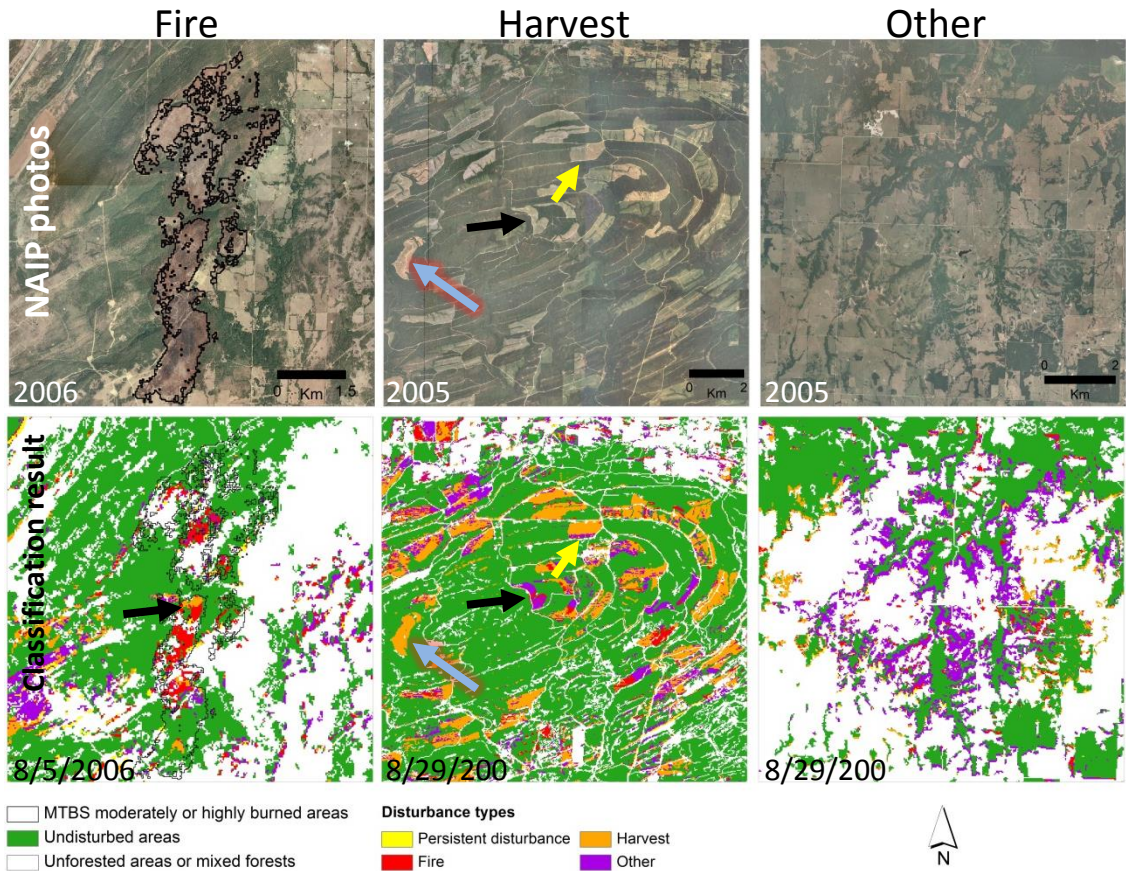 Fire
Harvest
Other
NAIP photos
2006
Km
1.5
2005
0
Km
2
2005
0
Km
2
Classification result
8/5/2006
8/29/200
8/29/200
MTBS moderately or highly burned areas
Undisturbed areas
Unforested areas or mixed forests
Disturbance types
Persistent disturbance
Fire
Harvest
Other
N